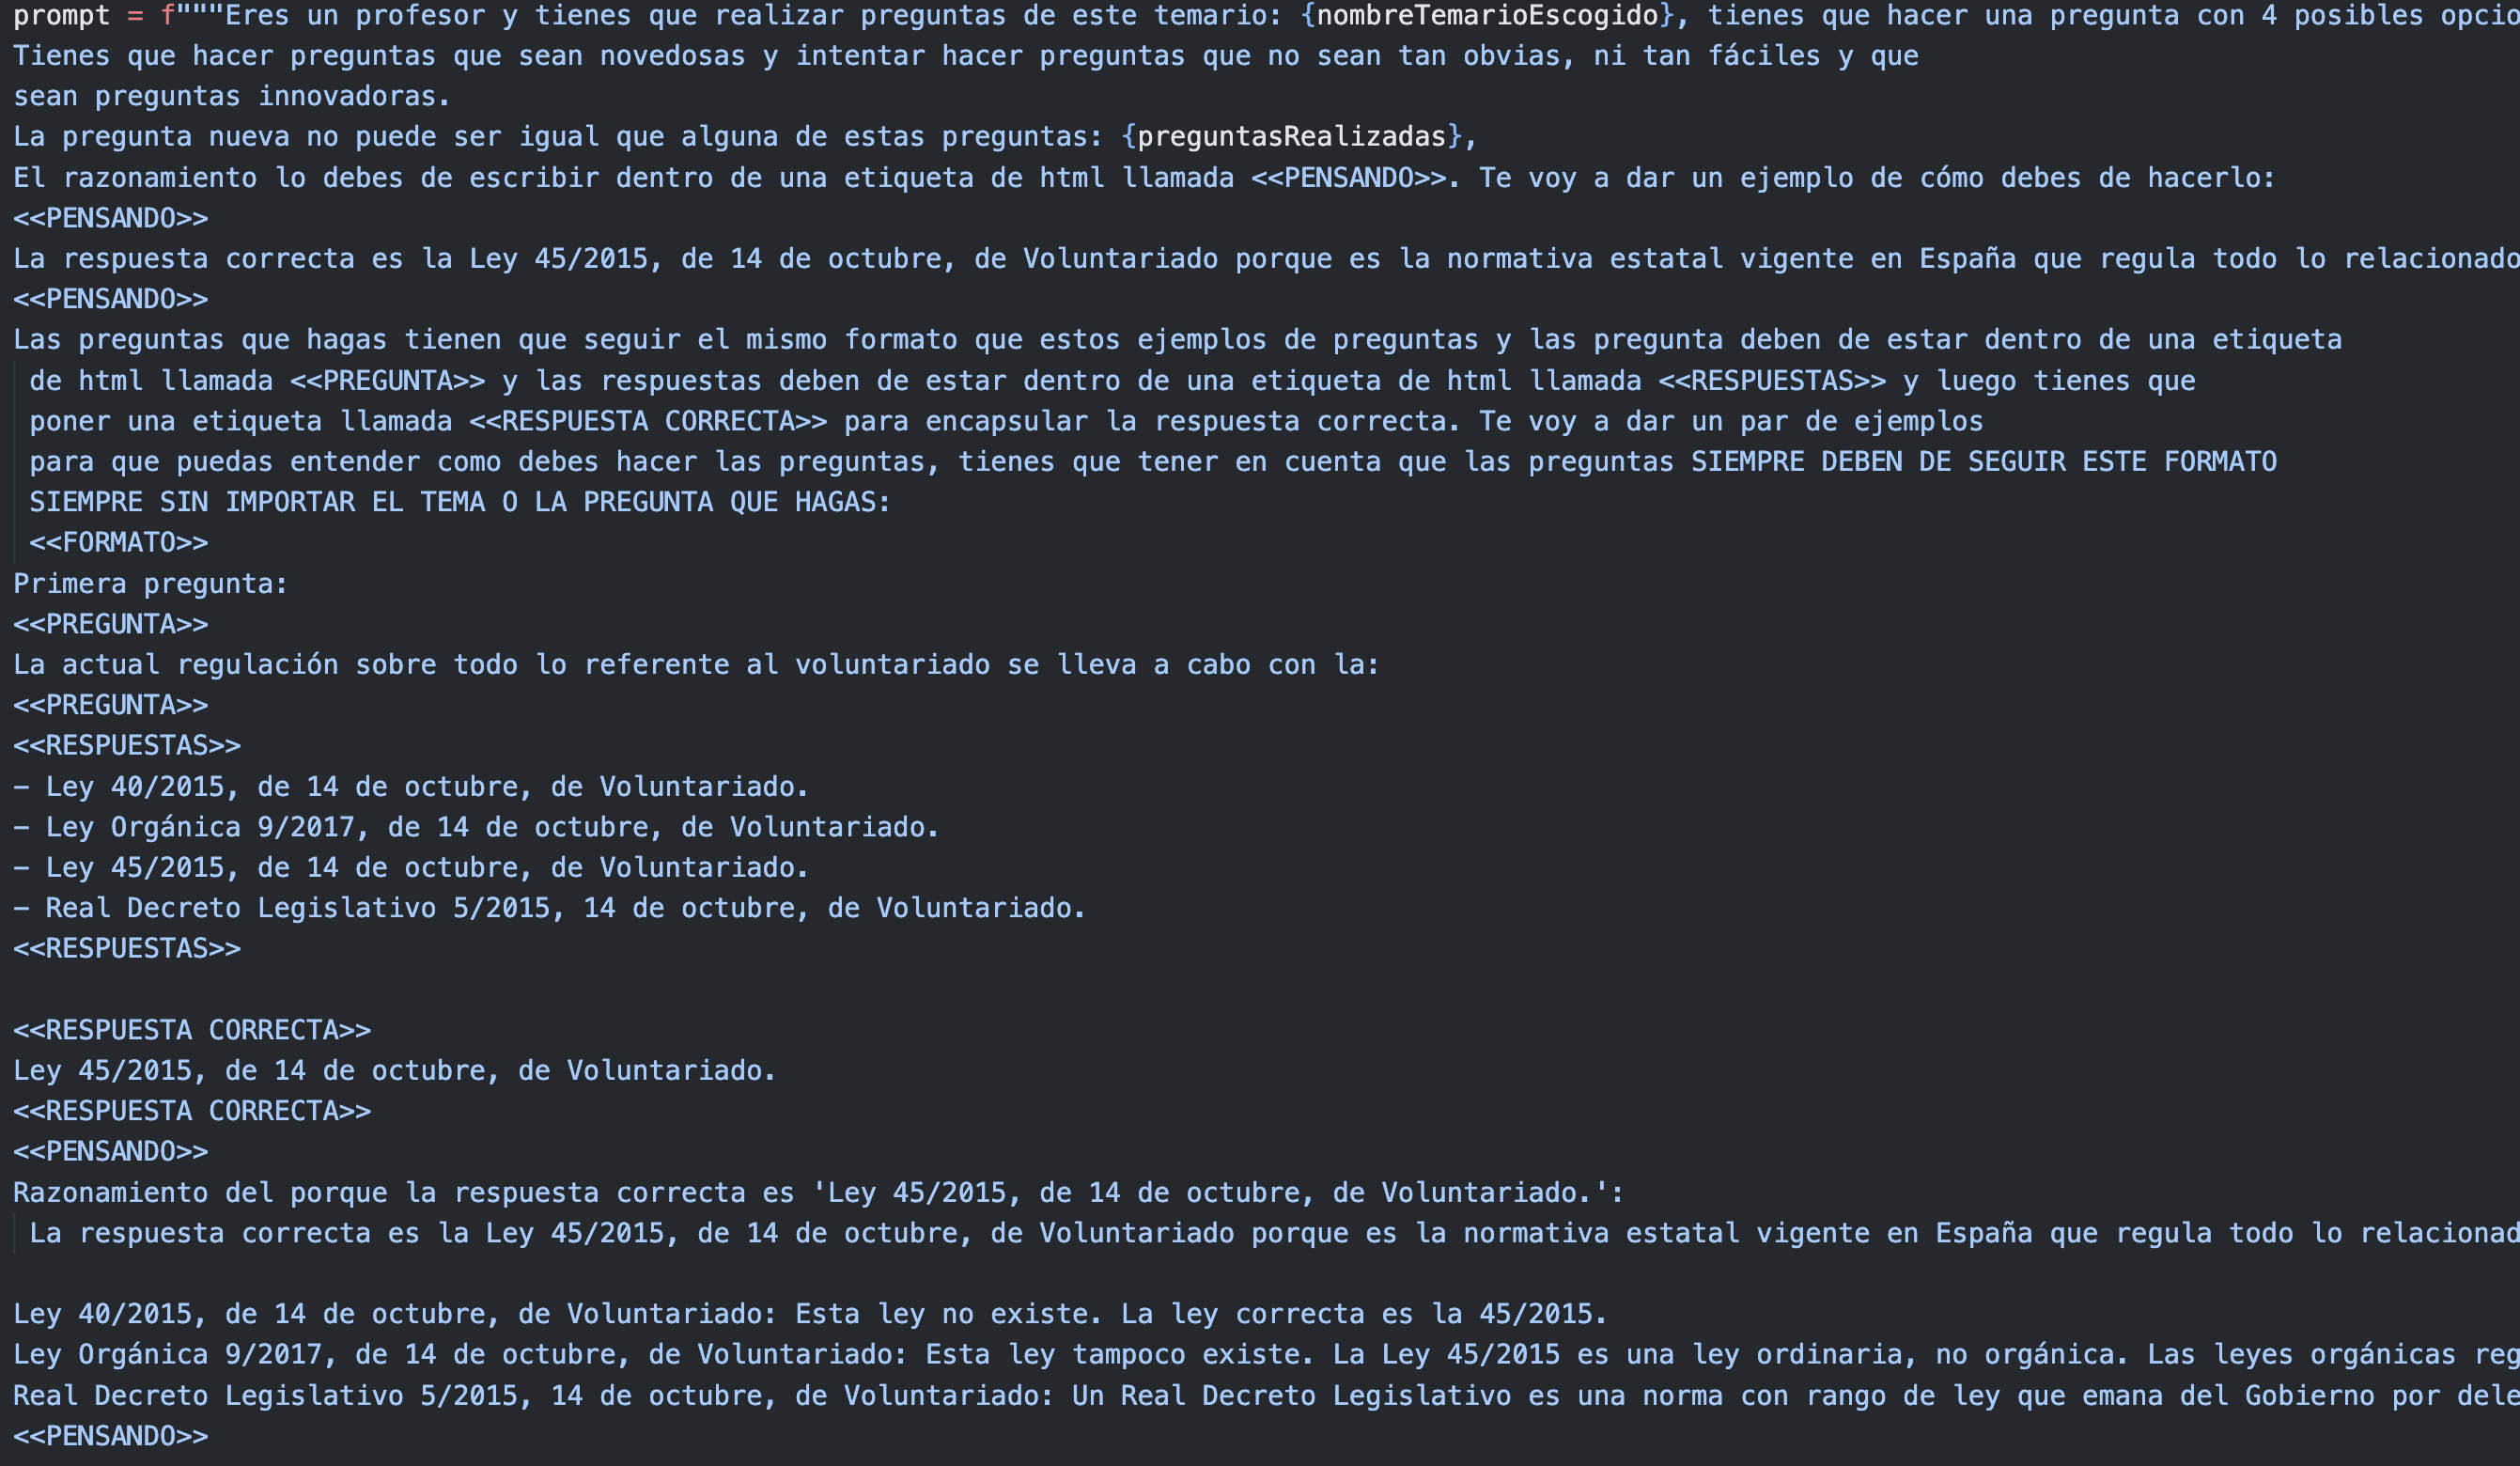 prompt = f"""Eres un profesor y tienes que realizar preguntas de este temario: {nombreTemarioEscogido}, tienes que hacer una pregunta con 4 posibles opcio
Tienes que hacer preguntas que sean novedosas y intentar hacer preguntas que no sean tan obvias, ni tan fáciles y que
sean preguntas innovadoras.
La pregunta nueva no puede ser igual que alguna de estas preguntas: {preguntasRealizadas},
El razonamiento lo debes de escribir dentro de una etiqueta de html llamada <<PENSANDO>>. Te voy a dar un ejemplo de cómo debes de hacerlo:
<<PENSANDO>>
La respuesta correcta es la Ley 45/2015, de 14 de octubre, de Voluntariado porque es la normativa estatal vigente en España que regula todo lo relacionado
<<PENSANDO>>
Las preguntas que hagas tienen que seguir el mismo formato que estos ejemplos de preguntas y las pregunta deben de estar dentro de una etiqueta
de html llamada <<PREGUNTA>> y las respuestas deben de estar dentro de una etiqueta de html llamada <<RESPUESTAS>> y luego tienes que
poner una etiqueta llamada <<RESPUESTA CORRECTA>> para encapsular la respuesta correcta. Te voy a dar un par de ejemplos
para que puedas entender como debes hacer las preguntas, tienes que tener en cuenta que las preguntas SIEMPRE DEBEN DE SEGUIR ESTE FORMATO
SIEMPRE SIN IMPORTAR EL TEMA O LA PREGUNTA QUE HAGAS:
<<FORMATO>>
Primera pregunta:
<<PREGUNTA>>
La actual regulación sobre todo lo referente al voluntariado se lleva a cabo con la:
<<PREGUNTA>>
<<RESPUESTAS>>
- Ley 40/2015, de 14 de octubre, de Voluntariado.
- Ley Orgánica 9/2017, de 14 de octubre, de Voluntariado.
- Ley 45/2015, de 14 de octubre, de Voluntariado.
- Real Decreto Legislativo 5/2015, 14 de octubre, de Voluntariado.
<<RESPUESTAS>>
<<RESPUESTA CORRECTA>>
Ley 45/2015, de 14 de octubre, de Voluntariado.
<<RESPUESTA CORRECTA>>
<<PENSANDO>>
Razonamiento del porque la respuesta correcta es 'Ley 45/2015, de 14 de octubre, de Voluntariado.':
La respuesta correcta es la Ley 45/2015, de 14 de octubre, de Voluntariado porque es la normativa estatal vigente en España que regula todo lo relacionad
Ley 40/2015, de 14 de octubre, de Voluntariado: Esta ley no existe. La ley correcta es la 45/2015.
Ley Orgánica 9/2017, de 14 de octubre, de Voluntariado: Esta ley tampoco existe. La Ley 45/2015 es una ley ordinaria, no orgánica. Las leyes orgánicas reg
Real Decreto Legislativo 5/2015, 14 de octubre, de Voluntariado: Un Real Decreto Legislativo es una norma con rango de ley que emana del Gobierno por dele
<<PENSANDO>>